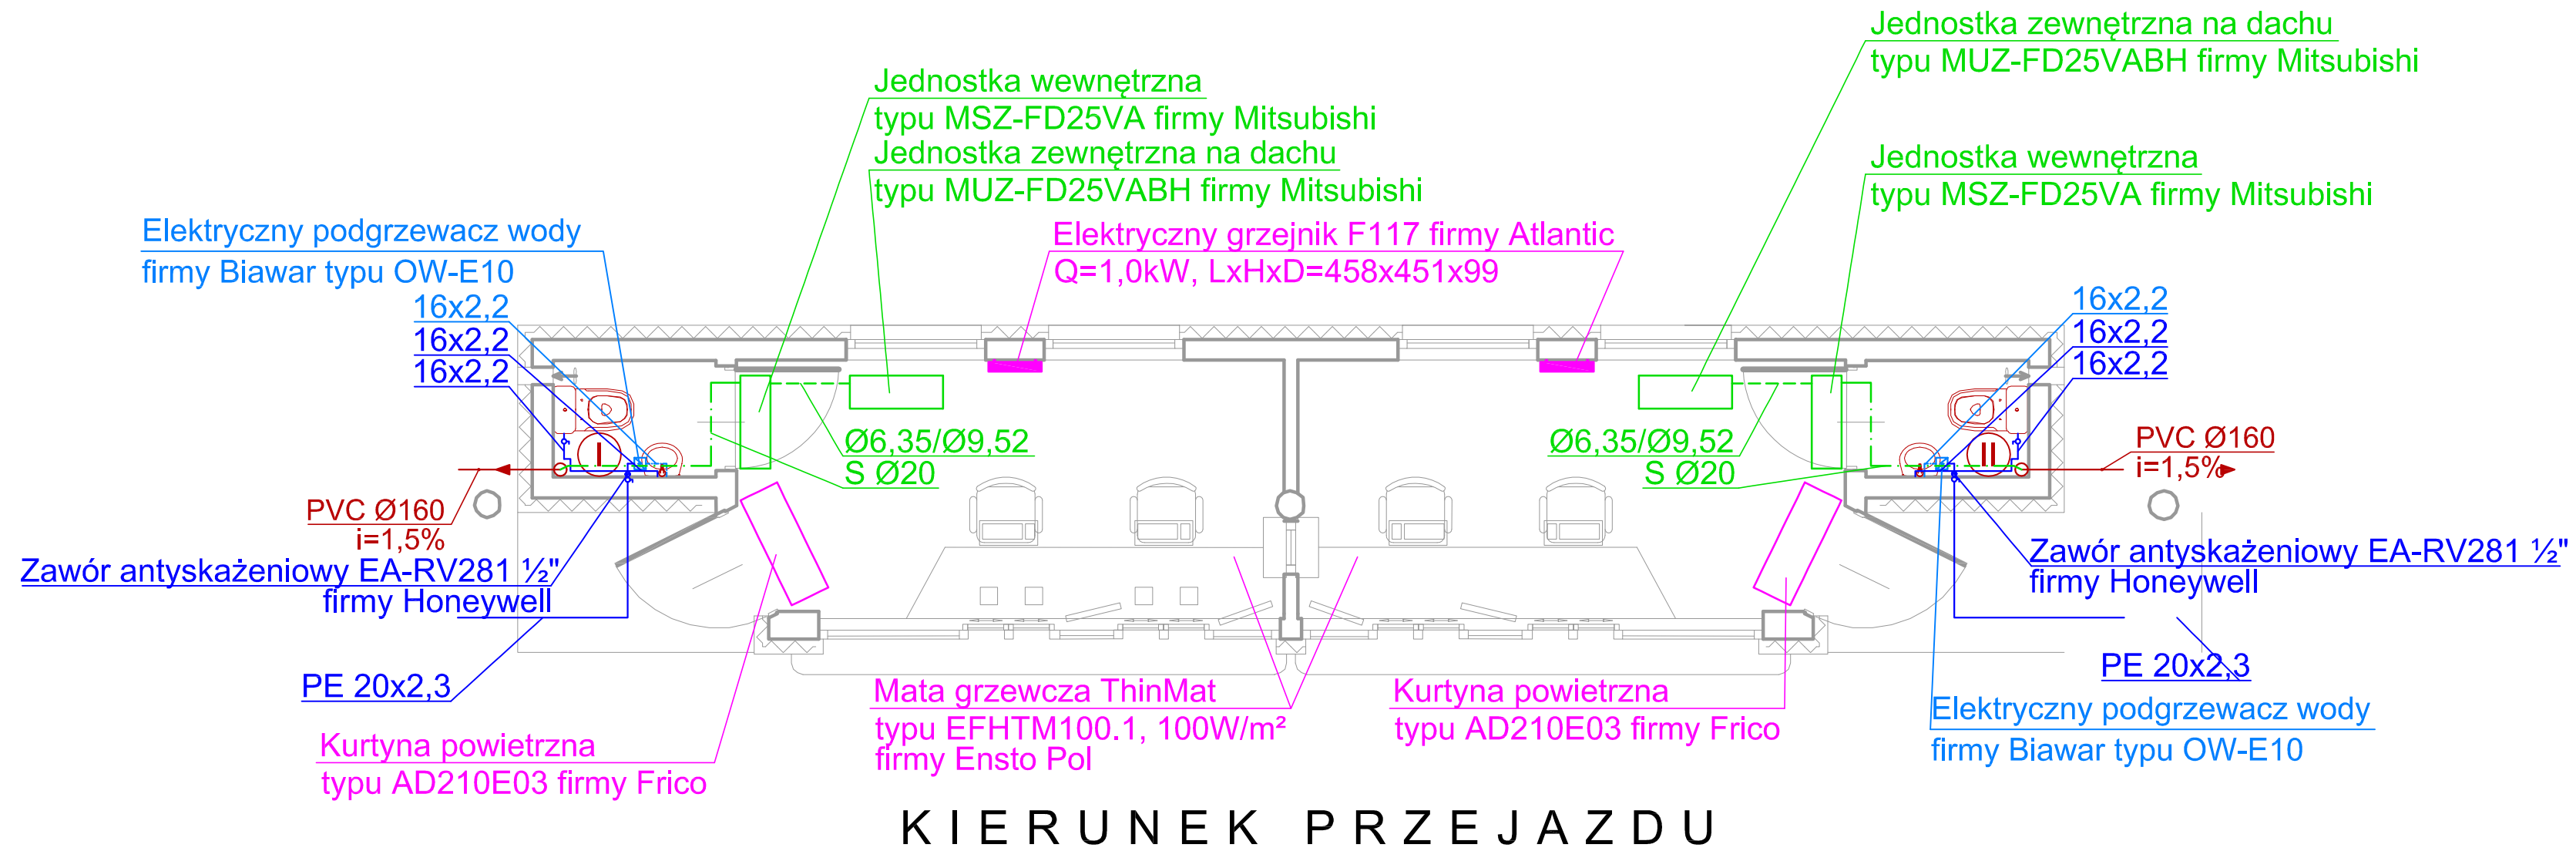 Jednostka zewnętrzna na dachu
typu MUZ-FD25VABH firmy Mitsubishi
Jednostka wewnętrzna
typu MSZ-FD25VA firmy Mitsubishi
Jednostka zewnętrzna na dachu
typu MUZ-FD25VABH firmy Mitsubishi
Jednostka wewnętrzna
typu MSZ-FD25VA firmy Mitsubishi
Elektryczny podgrzewacz wody
firmy Biawar typu OW-E10
Elektryczny grzejnik F117 firmy Atlantic
Q=1,0kW, LxHxD=458x451x99
16x2,2
16x2,2
16x2,2
16x2,2
16x2,2
16x2,2
Ø6,35/Ø9,52
S Ø20
Ø6,35/Ø9,52
S Ø20
I
II
PVC Ø160
i=1,5%
PVC Ø160
i=1,5%
Zawór antyskażeniowy EA-RV281 ½"
firmy Honeywell
Zawór antyskażeniowy EA-RV281 ½"
firmy Honeywell
PE 20x2,3
PE 20x2,3
Mata grzewcza ThinMat
typu EFHTM100.1, 100W/m²
firmy Ensto Pol
Kurtyna powietrzna
typu AD210E03 firmy Frico
Elektryczny podgrzewacz wody
firmy Biawar typu OW-E10
Kurtyna powietrzna
typu AD210E03 firmy Frico
KIERUNEK PRZEJAZDU